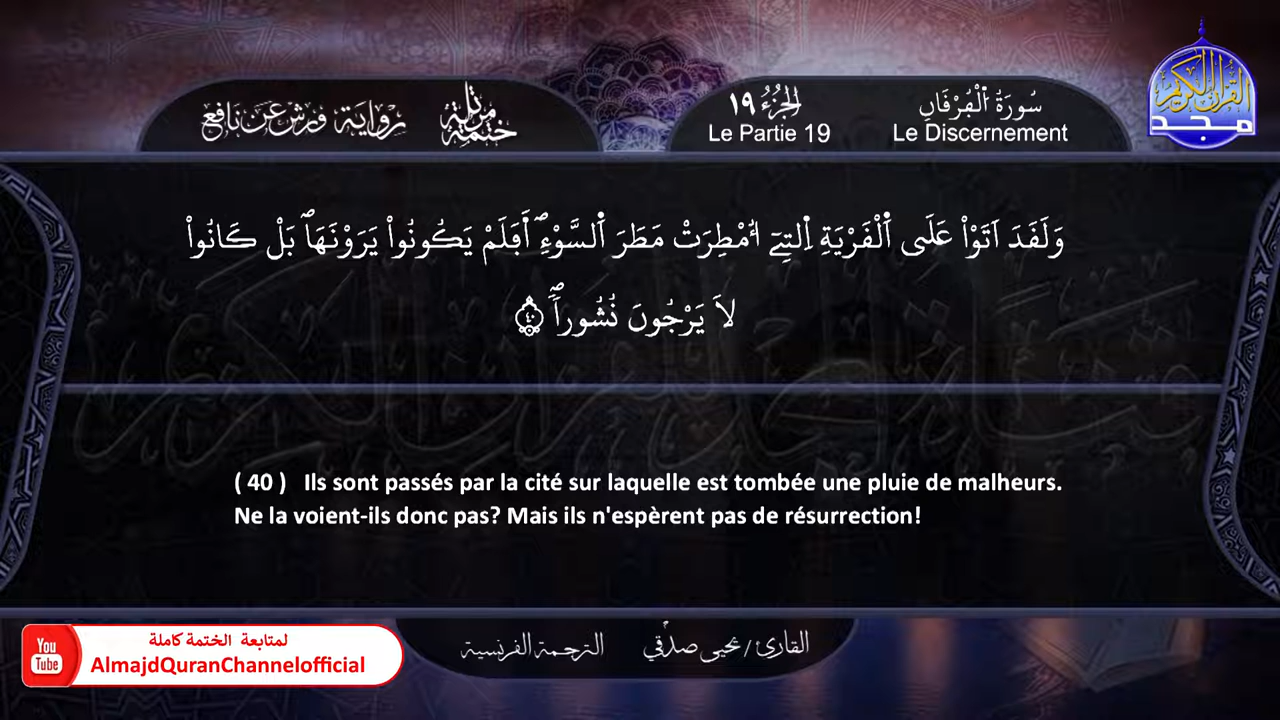 ختمة مرتلة
رواية ورش عن نافع
سُورَةُ اُ۬لْفُرْقَانِ
الجُزْءُ ١٩
Le Discernement
Le Partie 19
القرآن الكريم
مجد
وَلَفَدَ اَتَوْاْ عَلَى اَ۬لْفَرْيَةِ اِ۬لتِےٓ أُمْطِرَتْ مَطَرَ اَ۬لسَّوْءِۖ أَبَلَمْ يَكُونُواْ يَرَوْنَهَاۖ بَلْ كَانُواْ
لاَ يَرْجُونَ نُشُوراٗۖ ٤٠
( 40 ) Ils sont passés par la cité sur laquelle est tombée une pluie de malheurs.
Ne la voient-ils donc pas? Mais ils n'espèrent pas de résurrection!
You
Tube
لمتابعة الختمة كاملة
AlmajdQuranChannelofficial
القارئ / يحيى صدقي
الترجمة الفرنسية